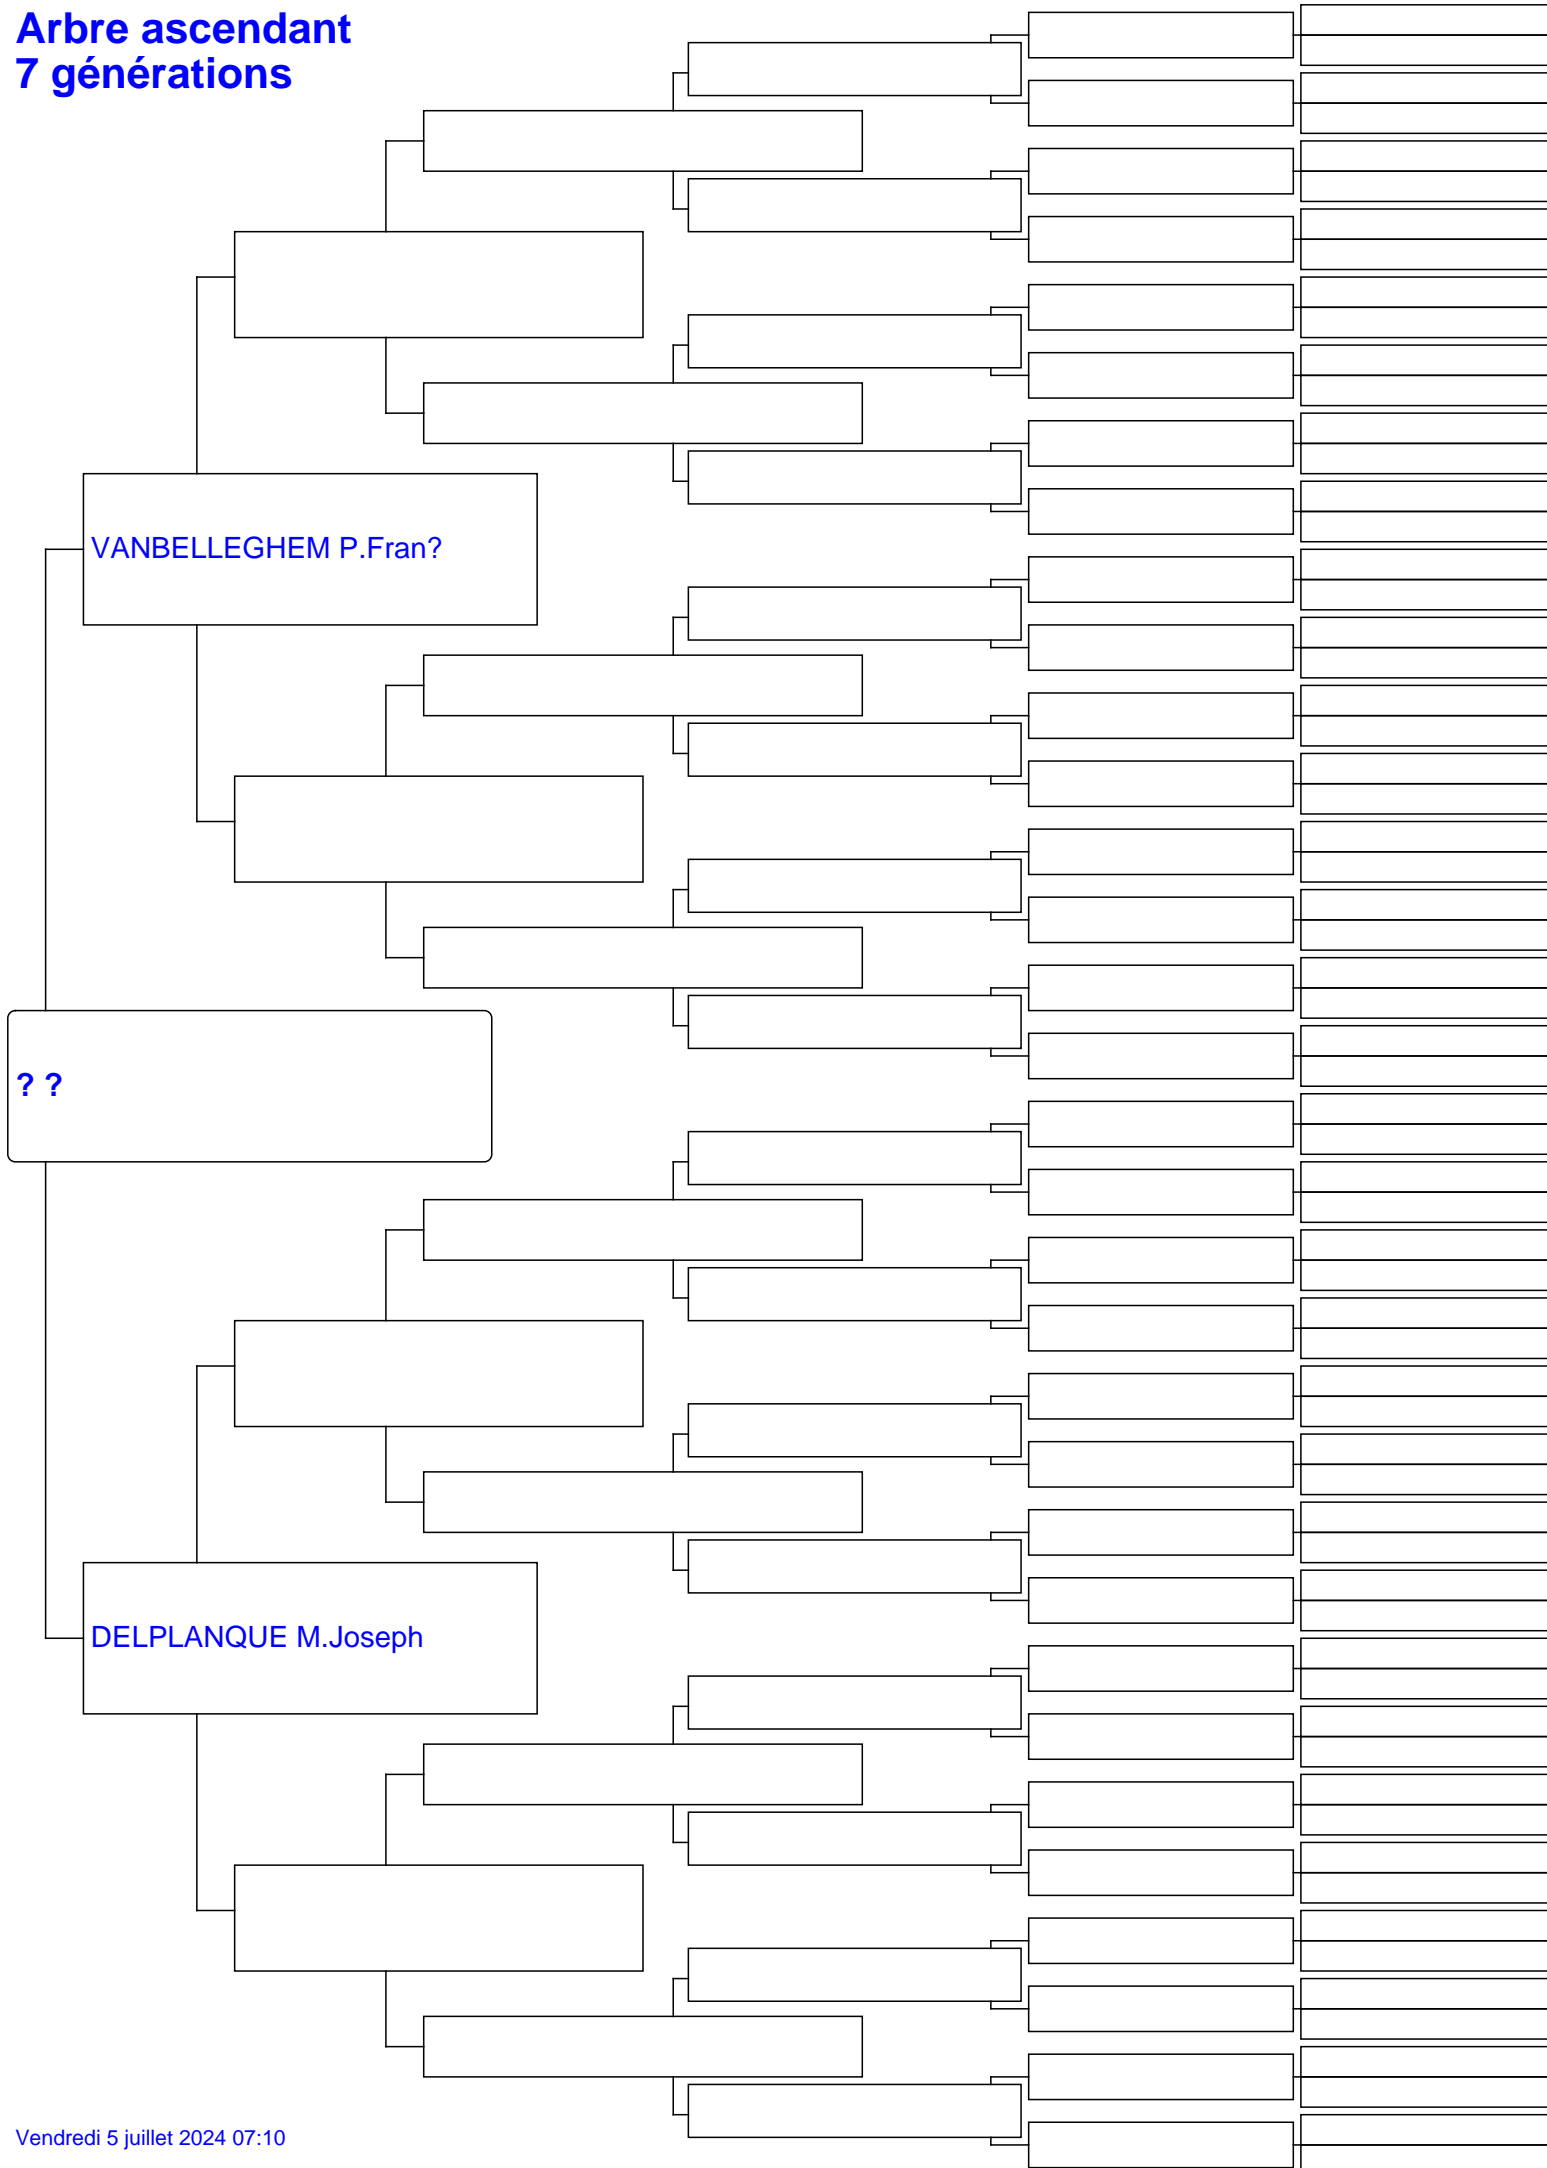 Arbre ascendant
7 générations
VANBELLEGHEM P.Fran?
? ?
DELPLANQUE M.Joseph
Vendredi 5 juillet 2024 07:10